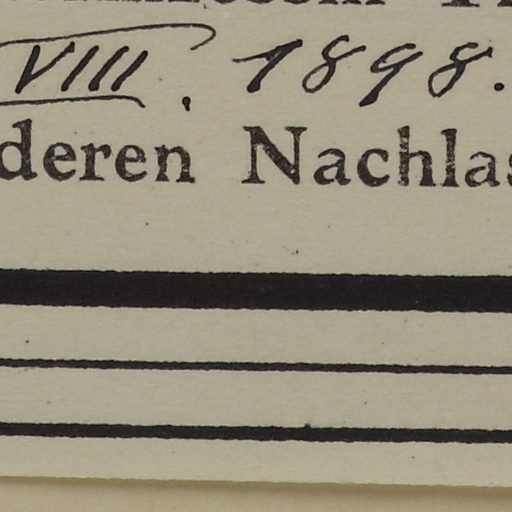 VIII. 1898.
deren Nachlas